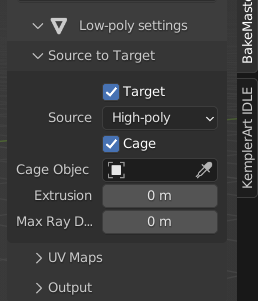 Low-poly settings
Source to Target
Target
Source High-poly
Cage
Cage Objec
Extrusion 0 m
Max Ray D... 0 m
UV Maps
Output
BakeMast
KemplerArt IDLE